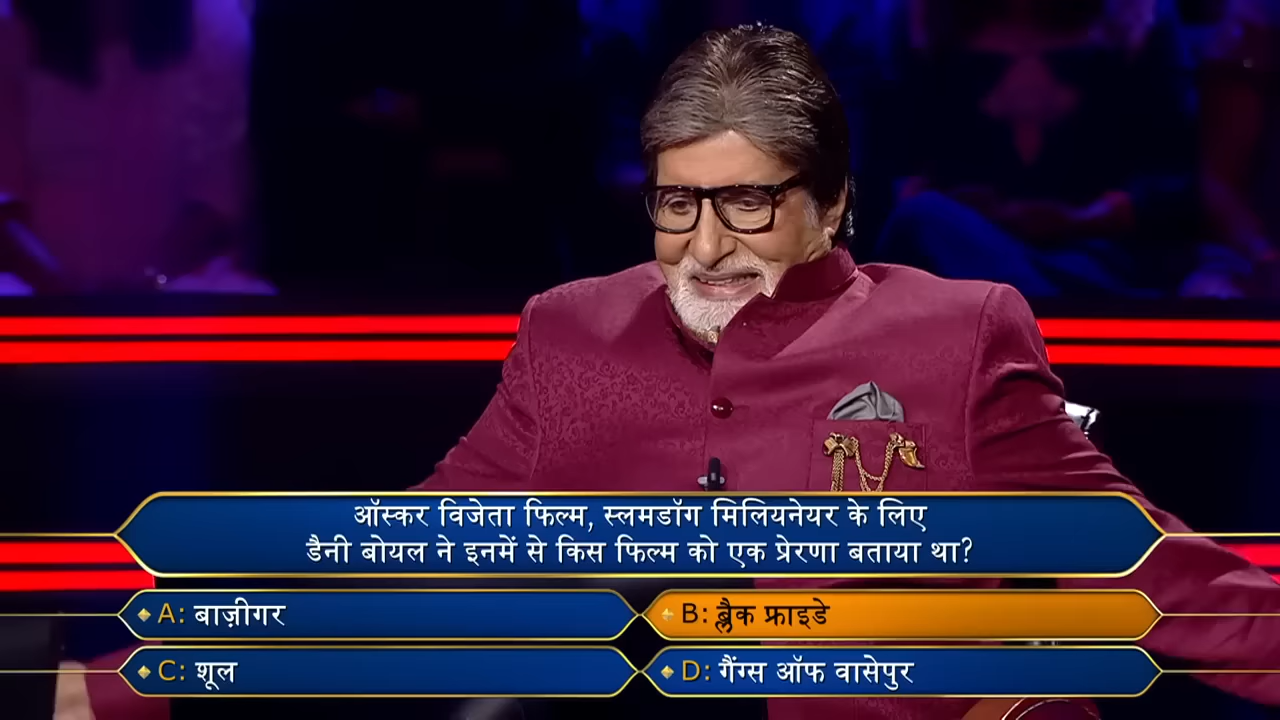 ऑस्कर विजेता फिल्म, स्लमडॉग मिलियनेयर के लिए
डैनी बोयल ने इनमें से किस फिल्म को एक प्रेरणा बताया था?
A: बाज़ीगर
B: ब्लैक फ्राइडे
C: शूल
D: गैंग्स ऑफ वासेपुर